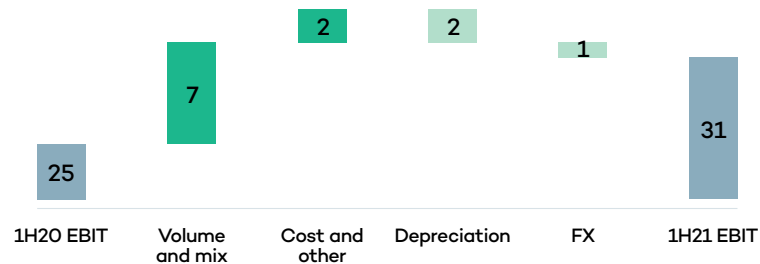 2
2
1
7
31
25
1H20 EBIT
Volume
and mix
Cost and
other
Depreciation
FX
1H21 EBIT